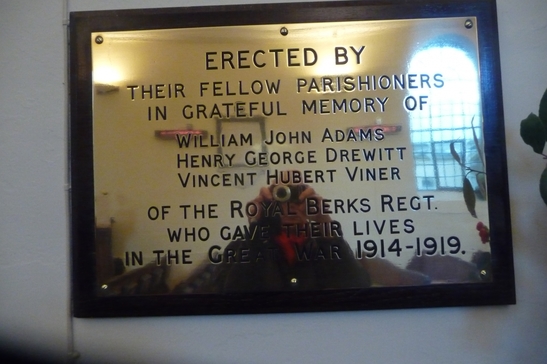 ERECTED BY
THEIR FELLOW PARISHIONERS
IN GRATEFUL MEMORY OF
WILLIAM JOHN ADAMS
HENRY GEORGE DREWITT
VINCENT HUBERT VINER
OF THE ROYAL BERKS REGT.
WHO GAVE THEIR LIVES
IN THE GREAT WAR 1914-1919.